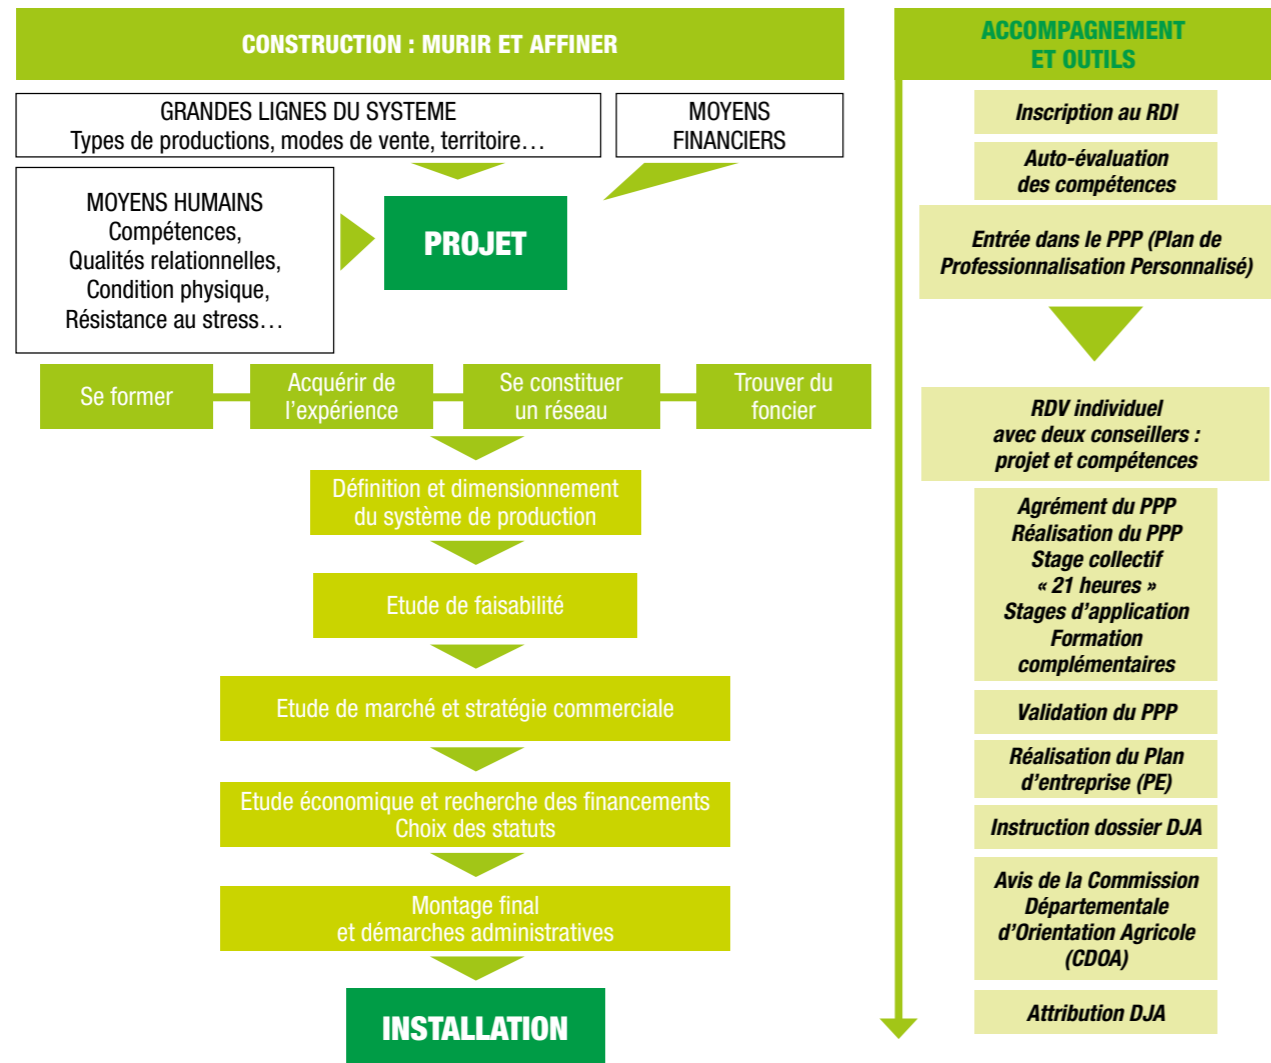 CONSTRUCTION : MURIR ET AFFINER
GRANDES LIGNES DU SYSTEME
Types de productions, modes de vente, territoire…
MOYENS
FINANCIERS
MOYENS HUMAINS
Compétences,
Qualités relationnelles,
Condition physique,
Résistance au stress…
PROJET
Se former
Acquérir de
l'expérience
Se constituer
un réseau
Trouver du
foncier
Définition et dimensionnement
du système de production
Etude de faisabilité
Etude de marché et stratégie commerciale
Etude économique et recherche des financements
Choix des statuts
Montage final
et démarches administratives
INSTALLATION
ACCOMPAGNEMENT
ET OUTILS
Inscription au RDI
Auto-évaluation
des compétences
Entrée dans le PPP (Plan de
Professionnalisation Personnalisé)
RDV individuel
avec deux conseillers :
projet et compétences
Agrément du PPP
Réalisation du PPP
Stage collectif
« 21 heures »
Stages d'application
Formation
complémentaires
Validation du PPP
Réalisation du Plan
d'entreprise (PE)
Instruction dossier DJA
Avis de la Commission
Départementale
d'Orientation Agricole
(CDOA)
Attribution DJA